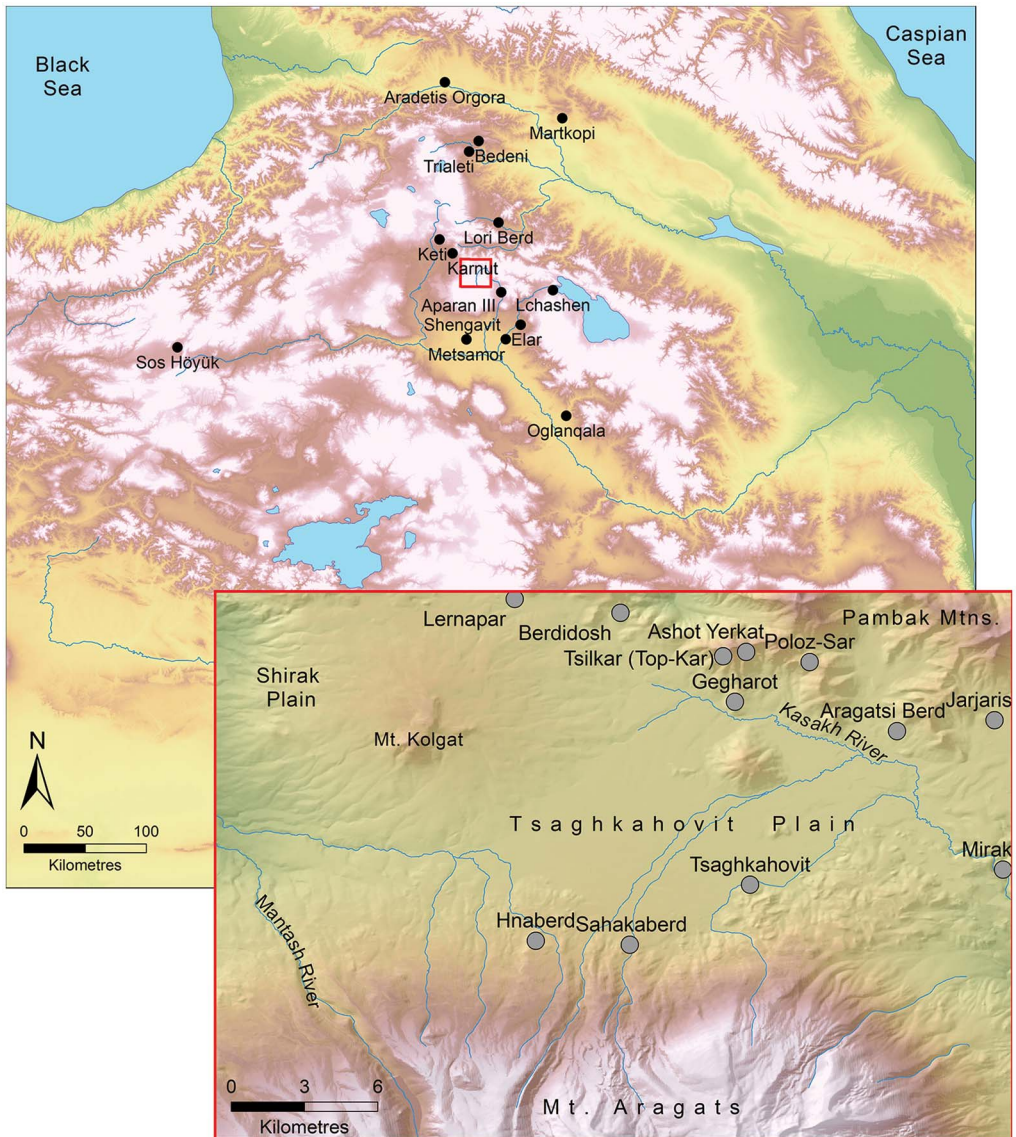 Black
Sea
Caspian
Sea
Aradetis Orgora
Martkopi
Bedeni
Trialeti
Lori Berd
Keti
Karnut
Aparan III
Lchashen
Shengavit
Elar
Metsamor
Sos Höyük
Oglanqala
N
0 50 100
Kilometres
Lernapar
Berdidosh
Ashot Yerkat
Pambak Mtns.
Tsilkar (Top-Kar)
Poloz-Sar
Shirak
Plain
Gegharot
Aragatsi Berd
Jarjaris
Kasakh River
Mt. Kolgat
Tsaghkahovit Plain
Tsaghkahovit
Mirak
Mantash River
Hnaberd
Sahakaberd
0 3 6
Kilometres
Mt. Aragats